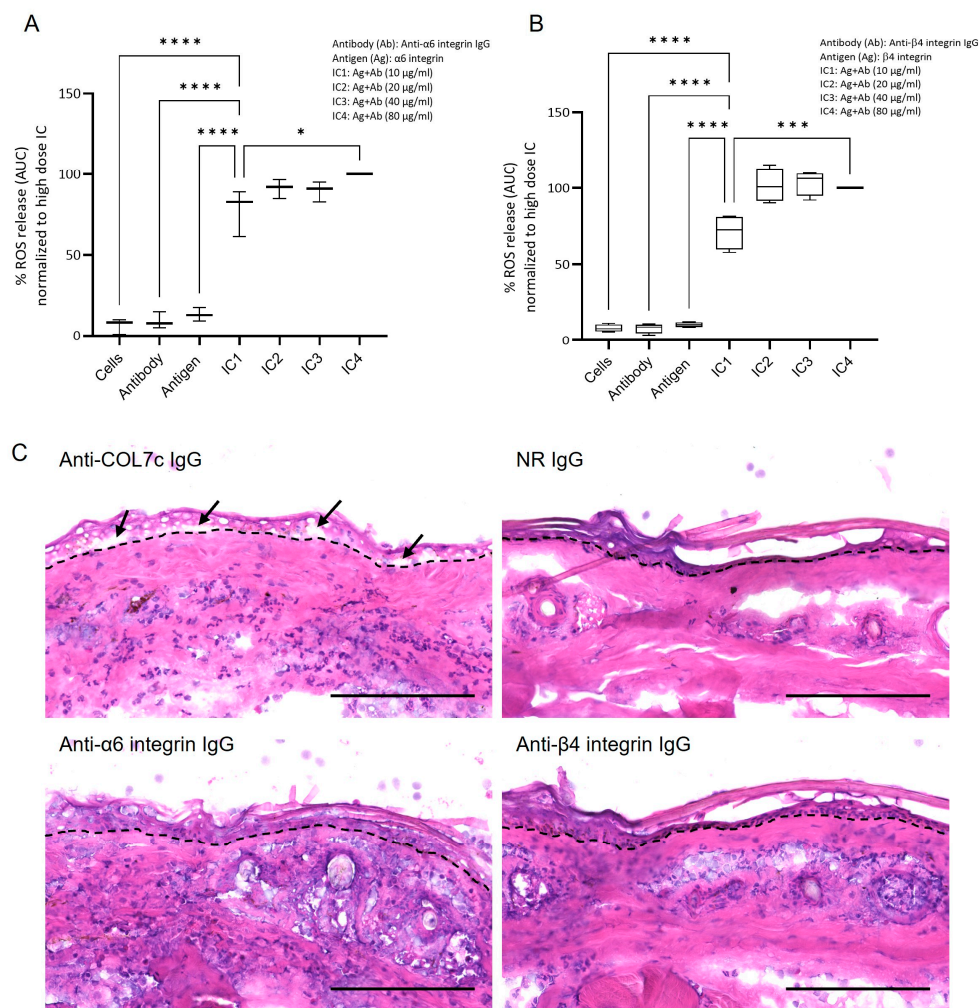 A
Antibody (Ab): Anti-α6 integrin IgG
Antigen (Ag): α6 integrin
IC1: Ag+Ab (10 µg/ml)
IC2: Ag+Ab (20 µg/ml)
IC3: Ag+Ab (40 µg/ml)
IC4: Ag+Ab (80 µg/ml)
****
****
****
*
% ROS release (AUC)
normalized to high dose IC
150
100
50
0
Cells
Antibody
Antigen
IC1
IC2
IC3
IC4
B
Antibody (Ab): Anti-β4 integrin IgG
Antigen (Ag): β4 integrin
IC1: Ag+Ab (10 µg/ml)
IC2: Ag+Ab (20 µg/ml)
IC3: Ag+Ab (40 µg/ml)
IC4: Ag+Ab (80 µg/ml)
****
****
****
***
% ROS release (AUC)
normalized to high dose IC
150
100
50
0
Cells
Antibody
Antigen
IC1
IC2
IC3
IC4
C
Anti-COL7c IgG
NR IgG
Anti-α6 integrin IgG
Anti-β4 integrin IgG